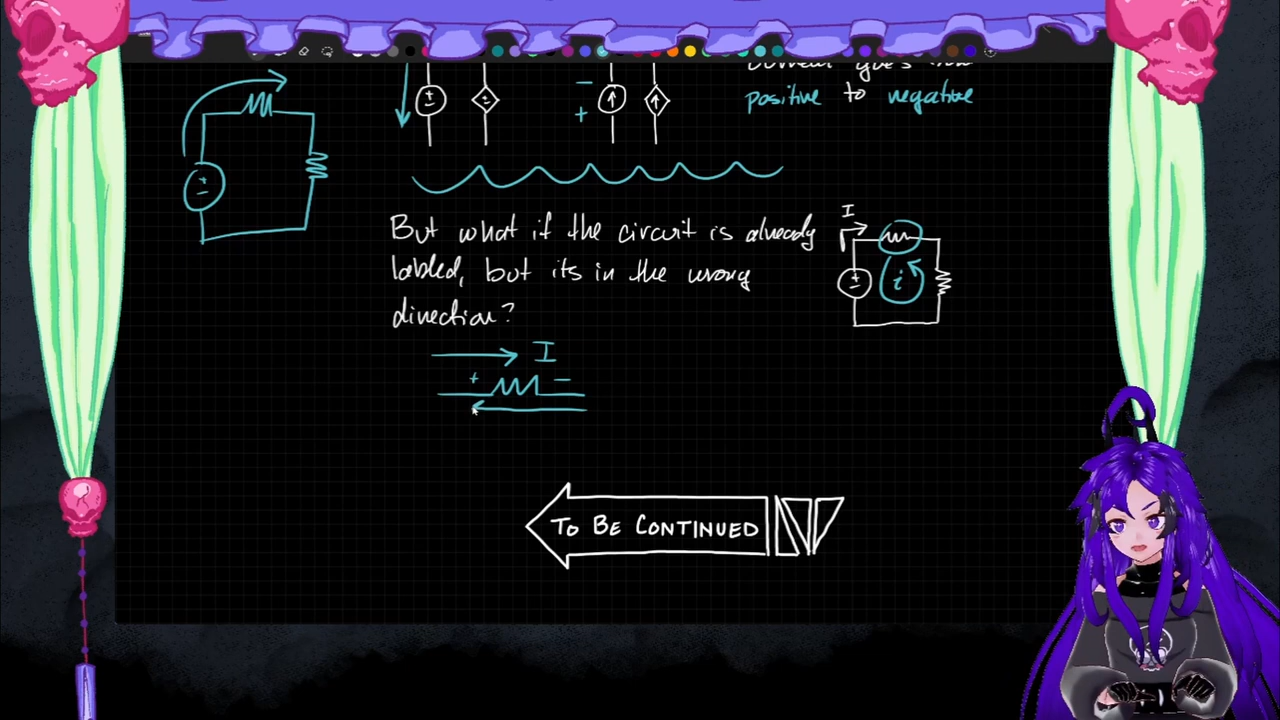 positive to negative
But what if the circuit is already
labled, but its in the wrong
direction?
I
i
I
+ −
TO BE CONTINUED